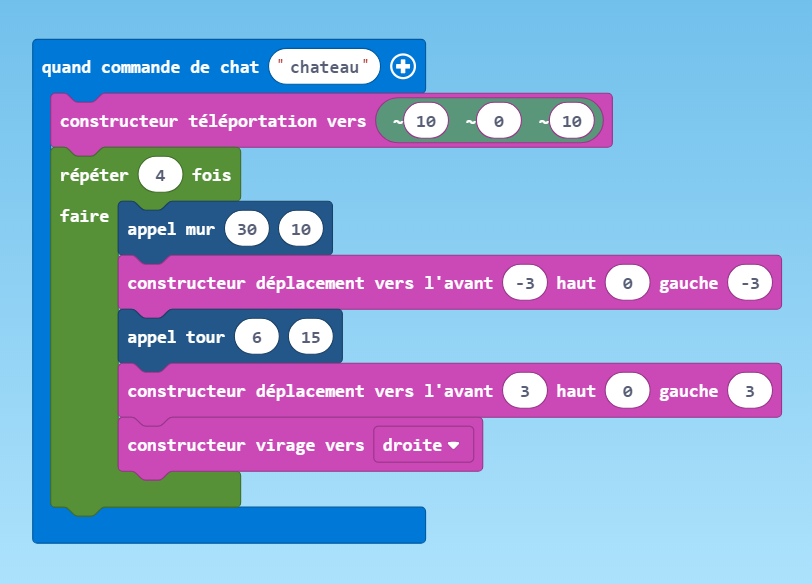 quand commande de chat "chateau"
constructeur téléportation vers ~10 ~0 ~10
répéter 4 fois
faire
appel mur 30 10
constructeur déplacement vers l'avant -3 haut 0 gauche -3
appel tour 6 15
constructeur déplacement vers l'avant 3 haut 0 gauche 3
constructeur virage vers droite